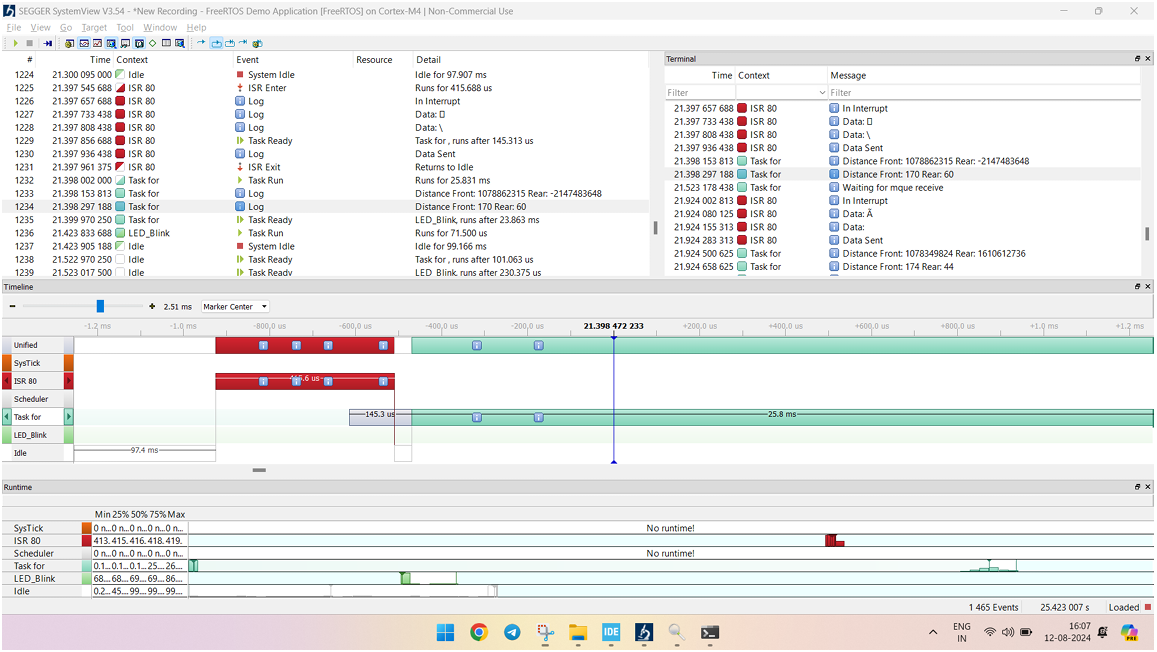 SEGGER SystemView V3.54 - *New Recording - FreeRTOS Demo Application [FreeRTOS] on Cortex-M4 | Non-Commercial Use
File View Go Target Tool Window Help
# Time Context Event Resource Detail
1224 21.300 095 000 Idle System Idle Idle for 97.907 ms
1225 21.397 545 688 ISR 80 ISR Enter Runs for 415.688 us
1226 21.397 657 688 ISR 80 Log In Interrupt
1227 21.397 733 438 ISR 80 Log Data: ▯
1228 21.397 808 438 ISR 80 Log Data: \
1229 21.397 856 688 ISR 80 Task Ready Task for , runs after 145.313 us
1230 21.397 936 438 ISR 80 Log Data Sent
1231 21.397 961 375 ISR 80 ISR Exit Returns to Idle
1232 21.398 002 000 Task for Task Run Runs for 25.831 ms
1233 21.398 153 813 Task for Log Distance Front: 1078862315 Rear: -2147483648
1234 21.398 297 188 Task for Log Distance Front: 170 Rear: 60
1235 21.399 970 250 Task for Task Ready LED_Blink, runs after 23.863 ms
1236 21.423 833 688 LED_Blink Task Run Runs for 71.500 us
1237 21.423 905 188 Idle System Idle Idle for 99.166 ms
1238 21.522 970 250 Idle Task Ready Task for , runs after 101.063 us
1239 21.523 017 500 Idle Task Ready LED_Blink, runs after 230.375 us
Terminal
Time Context Message
Filter Filter
21.397 657 688 ISR 80 In Interrupt
21.397 733 438 ISR 80 Data: ▯
21.397 808 438 ISR 80 Data: \
21.397 936 438 ISR 80 Data Sent
21.398 153 813 Task for Distance Front: 1078862315 Rear: -2147483648
21.398 297 188 Task for Distance Front: 170 Rear: 60
21.523 178 438 Task for Waiting for mque receive
21.924 002 813 ISR 80 In Interrupt
21.924 080 125 ISR 80 Data: Ã
21.924 155 313 ISR 80 Data:
21.924 283 313 ISR 80 Data Sent
21.924 500 625 Task for Distance Front: 1078349824 Rear: 1610612736
21.924 658 625 Task for Distance Front: 174 Rear: 44
Timeline
2.51 ms Marker Center
-1.2 ms -1.0 ms -800.0 us -600.0 us -400.0 us -200.0 us 21.398 472 233 +200.0 us +400.0 us +600.0 us +800.0 us +1.0 ms +1.2 ms
Unified
SysTick
ISR 80 415.6 us
Scheduler
Task for 145.3 us 25.8 ms
LED_Blink
Idle 97.4 ms
Runtime
Min 25% 50% 75% Max
SysTick 0 n...0 n...0 n...0 n...0 n... No runtime!
ISR 80 413. 415. 416. 418. 419.
Scheduler 0 n...0 n...0 n...0 n...0 n... No runtime!
Task for 0.1... 0.1... 0.1... 25... 26...
LED_Blink 68... 68... 69... 69... 86...
Idle 0.2... 45... 99... 99... 99...
1 465 Events 25.423 007 s Loaded
IDE
ENG
IN
16:07
12-08-2024
PRE